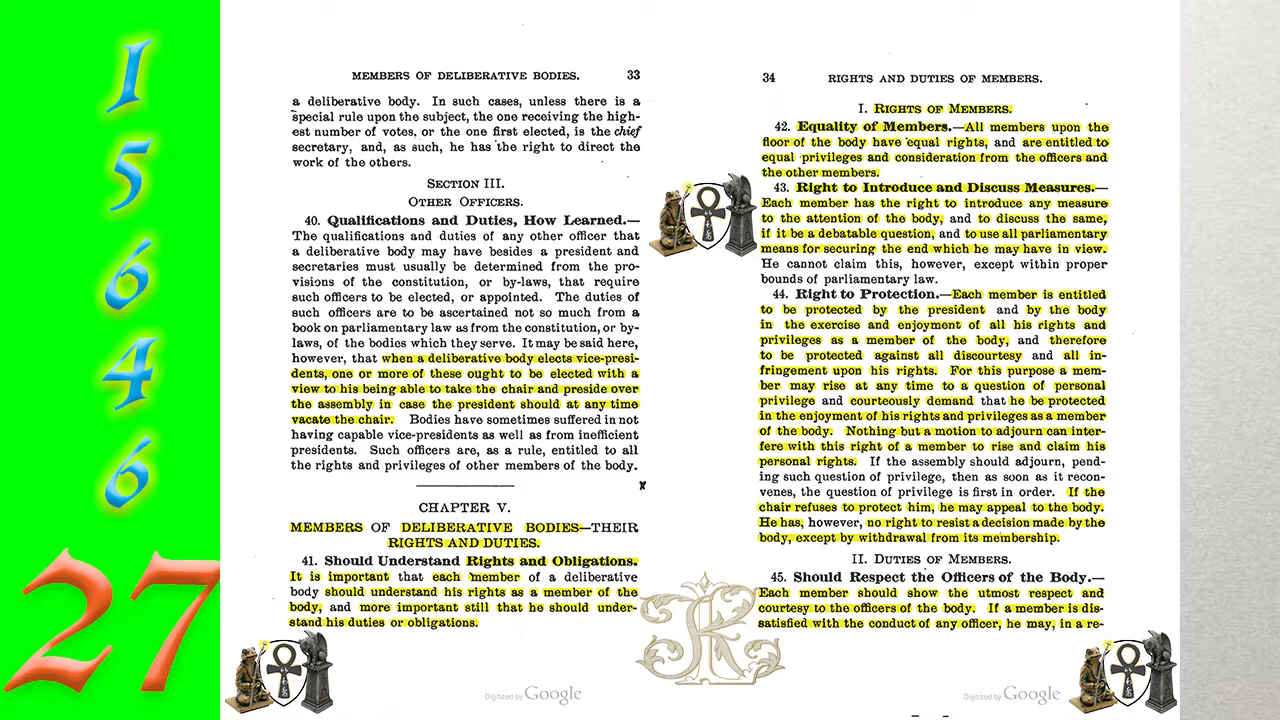 1
5
6
4
6
27
MEMBERS OF DELIBERATIVE BODIES. 33
a deliberative body. In such cases, unless there is a
special rule upon the subject, the one receiving the high-
est number of votes, or the one first elected, is the chief
secretary, and, as such, he has the right to direct the
work of the others.
SECTION III.
OTHER OFFICERS.
40. Qualifications and Duties, How Learned.—
The qualifications and duties of any other officer that
a deliberative body may have besides a president and
secretaries must usually be determined from the pro-
visions of the constitution, or by-laws, that require
such officers to be elected, or appointed. The duties of
such officers are to be ascertained not so much from a
book on parliamentary law as from the constitution, or by-
laws, of the bodies which they serve. It may be said here,
however, that when a deliberative body elects vice-presi-
dents, one or more of these ought to be elected with a
view to his being able to take the chair and preside over
the assembly in case the president should at any time
vacate the chair. Bodies have sometimes suffered in not
having capable vice-presidents as well as from inefficient
presidents. Such officers are, as a rule, entitled to all
the rights and privileges of other members of the body.
CHAPTER V.
MEMBERS OF DELIBERATIVE BODIES—THEIR
RIGHTS AND DUTIES.
41. Should Understand Rights and Obligations.
It is important that each member of a deliberative
body should understand his rights as a member of the
body, and more important still that he should under-
stand his duties or obligations.
Digitized by Google
34 RIGHTS AND DUTIES OF MEMBERS.
I. RIGHTS OF MEMBERS.
42. Equality of Members.—All members upon the
floor of the body have equal rights, and are entitled to
equal privileges and consideration from the officers and
the other members.
43. Right to Introduce and Discuss Measures.—
Each member has the right to introduce any measure
to the attention of the body, and to discuss the same,
if it be a debatable question, and to use all parliamentary
means for securing the end which he may have in view.
He cannot claim this, however, except within proper
bounds of parliamentary law.
44. Right to Protection.—Each member is entitled
to be protected by the president and by the body
in the exercise and enjoyment of all his rights and
privileges as a member of the body, and therefore
to be protected against all discourtesy and all in-
fringement upon his rights. For this purpose a mem-
ber may rise at any time to a question of personal
privilege and courteously demand that he be protected
in the enjoyment of his rights and privileges as a member
of the body. Nothing but a motion to adjourn can inter-
fere with this right of a member to rise and claim his
personal rights. If the assembly should adjourn, pend-
ing such question of privilege, then as soon as it recon-
venes, the question of privilege is first in order. If the
chair refuses to protect him, he may appeal to the body.
He has, however, no right to resist a decision made by the
body, except by withdrawal from its membership.
II. DUTIES OF MEMBERS.
45. Should Respect the Officers of the Body.—
Each member should show the utmost respect and
courtesy to the officers of the body. If a member is dis-
satisfied with the conduct of any officer, he may, in a re-
Digitized by Google